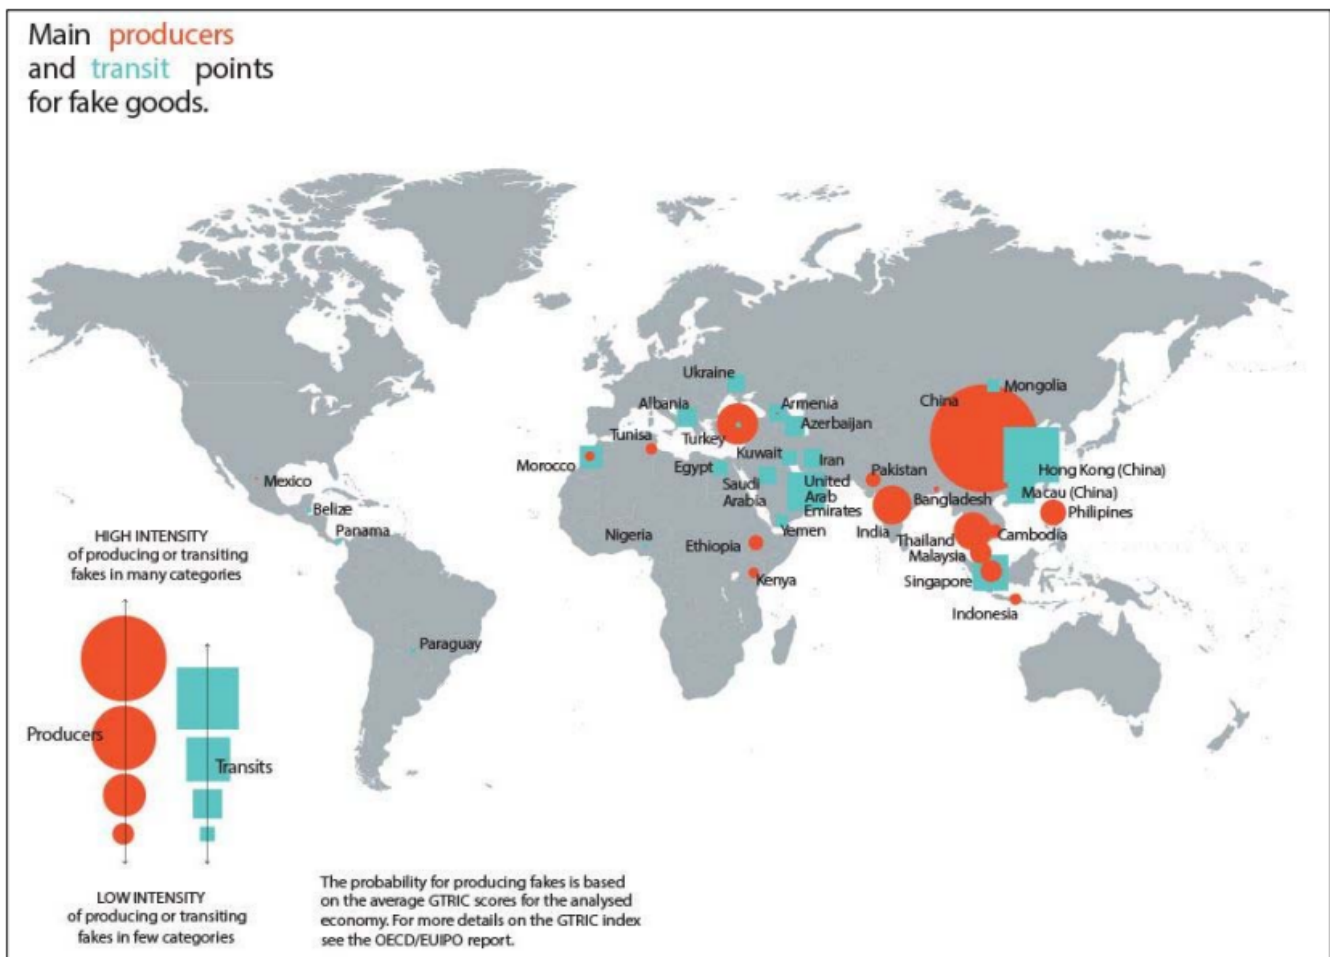 Main producers
and transit points
for fake goods.
Ukraine
Mongolia
China
Albania
Armenia
Azerbaijan
Tunisa
Turkey
Morocco
Egypt
Kuwait
Iran
Pakistan
Hong Kong (China)
Mexico
Saudi
Arabia
United
Arab
Emirates
Bangladesh
Macau (China)
Belize
Philipines
Panama
Nigeria
Yemen
India
Thailand
Cambodia
Ethiopia
Malaysia
Kenya
Singapore
Indonesia
Paraguay
HIGH INTENSITY
of producing or transiting
fakes in many categories
Producers
Transits
LOW INTENSITY
of producing or transiting
fakes in few categories
The probability for producing fakes is based
on the average GTRIC scores for the analysed
economy. For more details on the GTRIC index
see the OECD/EUIPO report.